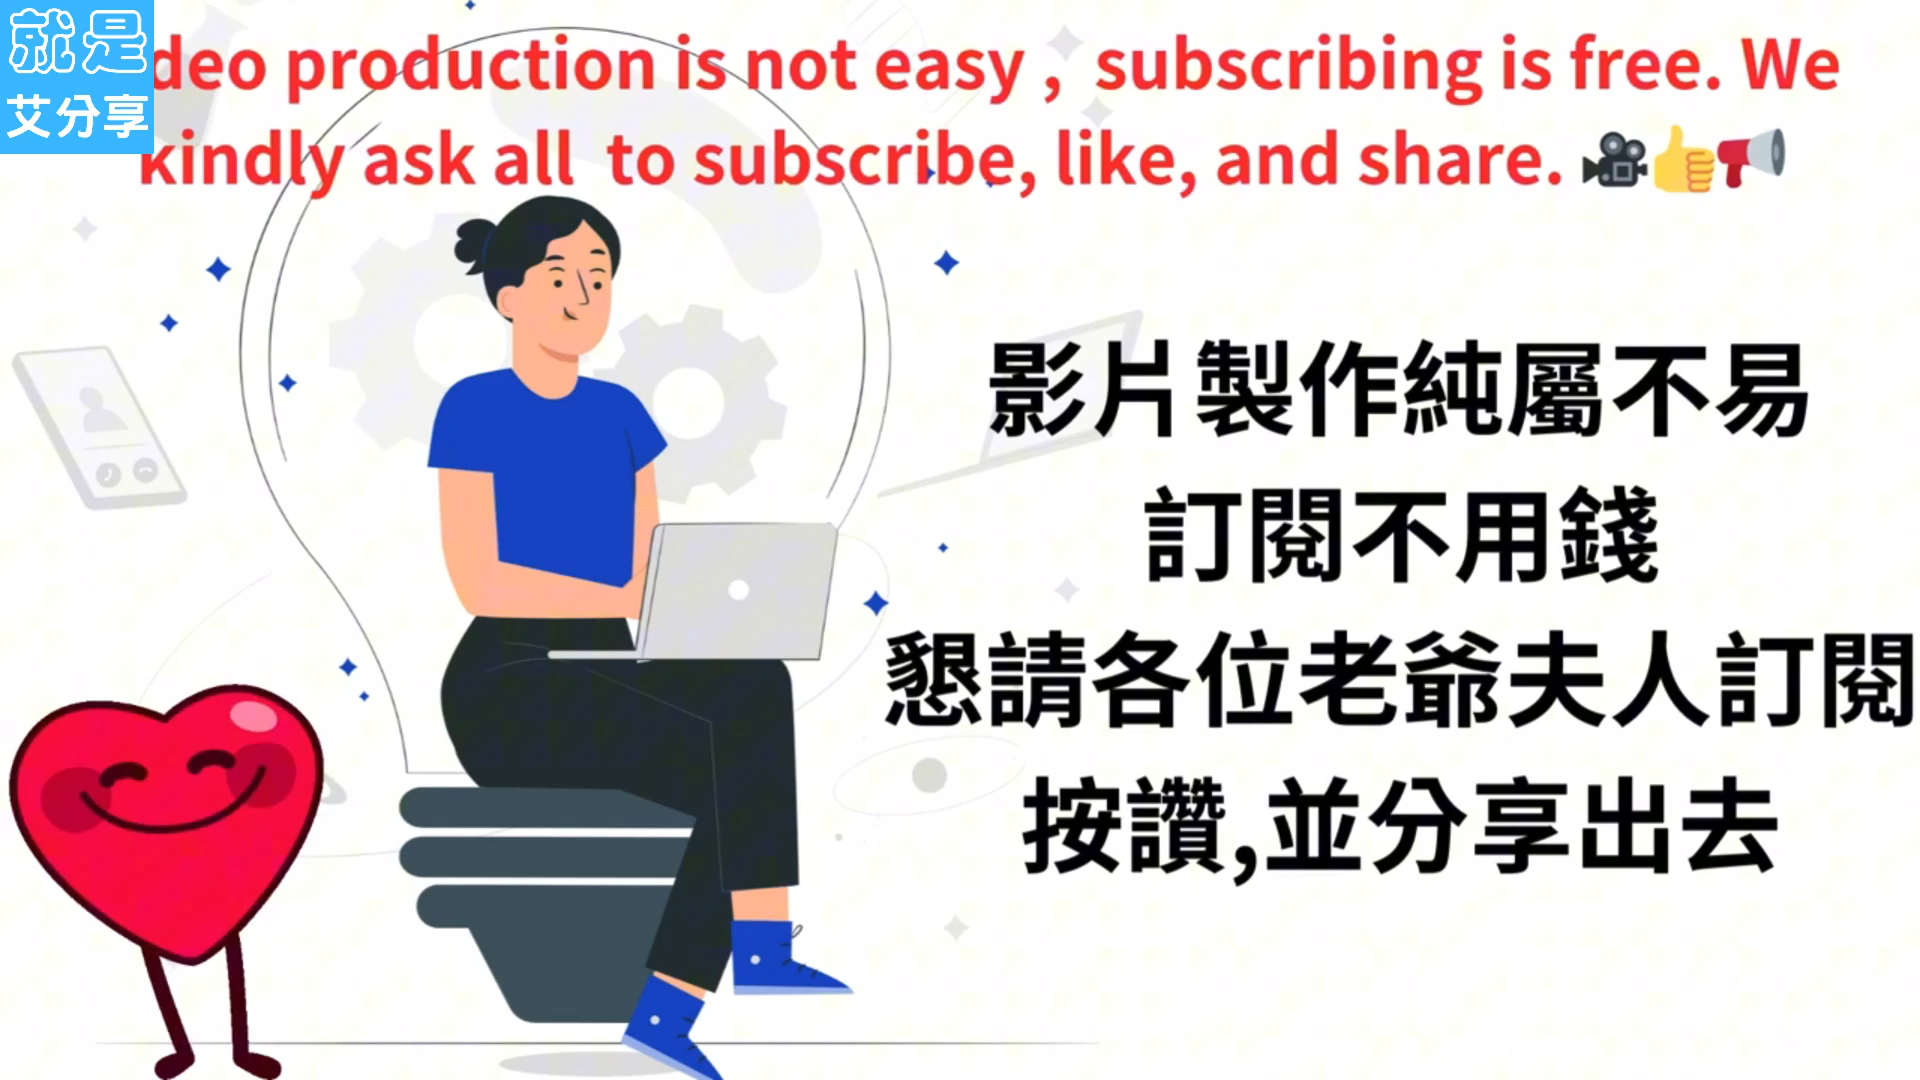 就是
艾分享
deo production is not easy , subscribing is free. We
kindly ask all to subscribe, like, and share. 🎥👍📢
影片製作純屬不易
訂閱不用錢
懇請各位老爺夫人訂閱
按讚,並分享出去